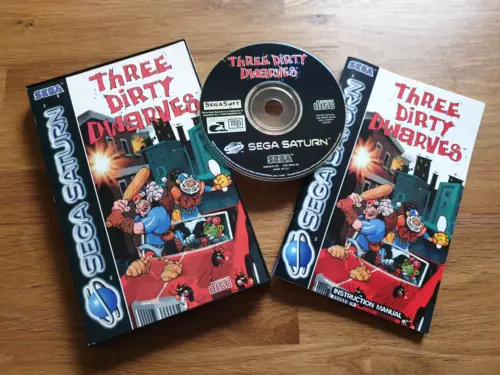 SEGA
THREE
DIRTY
DWARVES
SEGA SATURN
THREE DIRTY
DWARVES
SEGASOFT
SEGA SATURN
SEGA
SEGA
THREE
DIRTY
DWARVES
SEGA SATURN
INSTRUCTION MANUAL